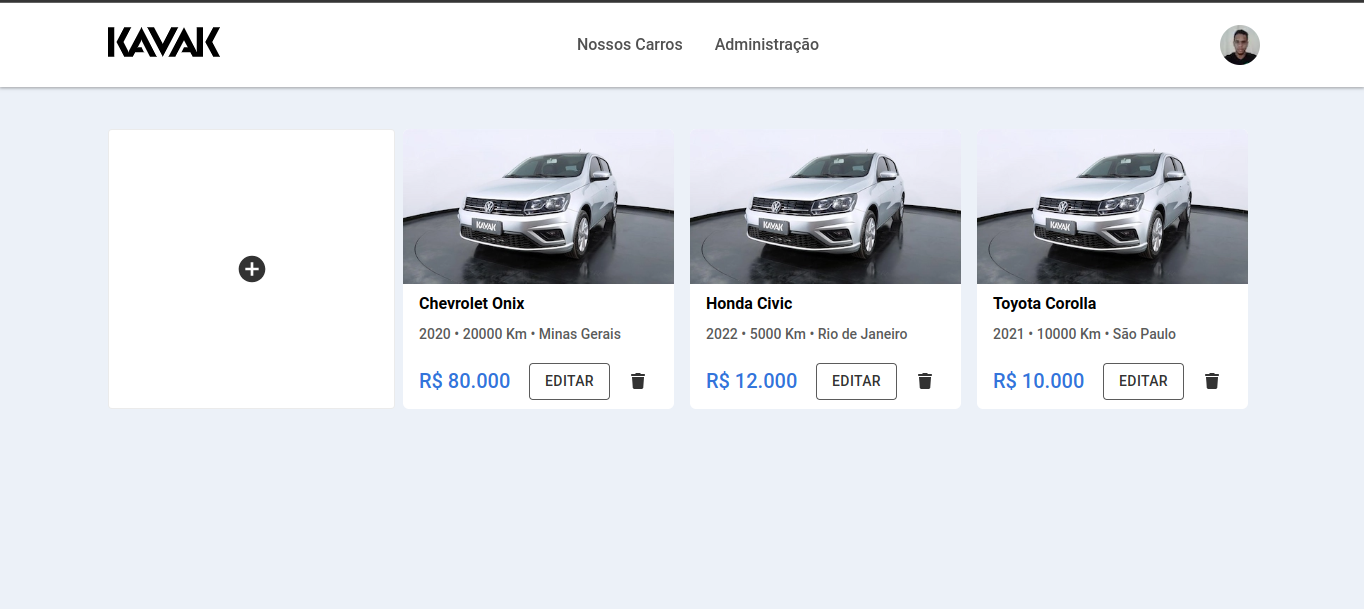 KAVAK
Nossos Carros
Administração
KAVAK
Chevrolet Onix
2020 • 20000 Km • Minas Gerais
R$ 80.000
EDITAR
KAVAK
Honda Civic
2022 • 5000 Km • Rio de Janeiro
R$ 12.000
EDITAR
KAVAK
Toyota Corolla
2021 • 10000 Km • São Paulo
R$ 10.000
EDITAR